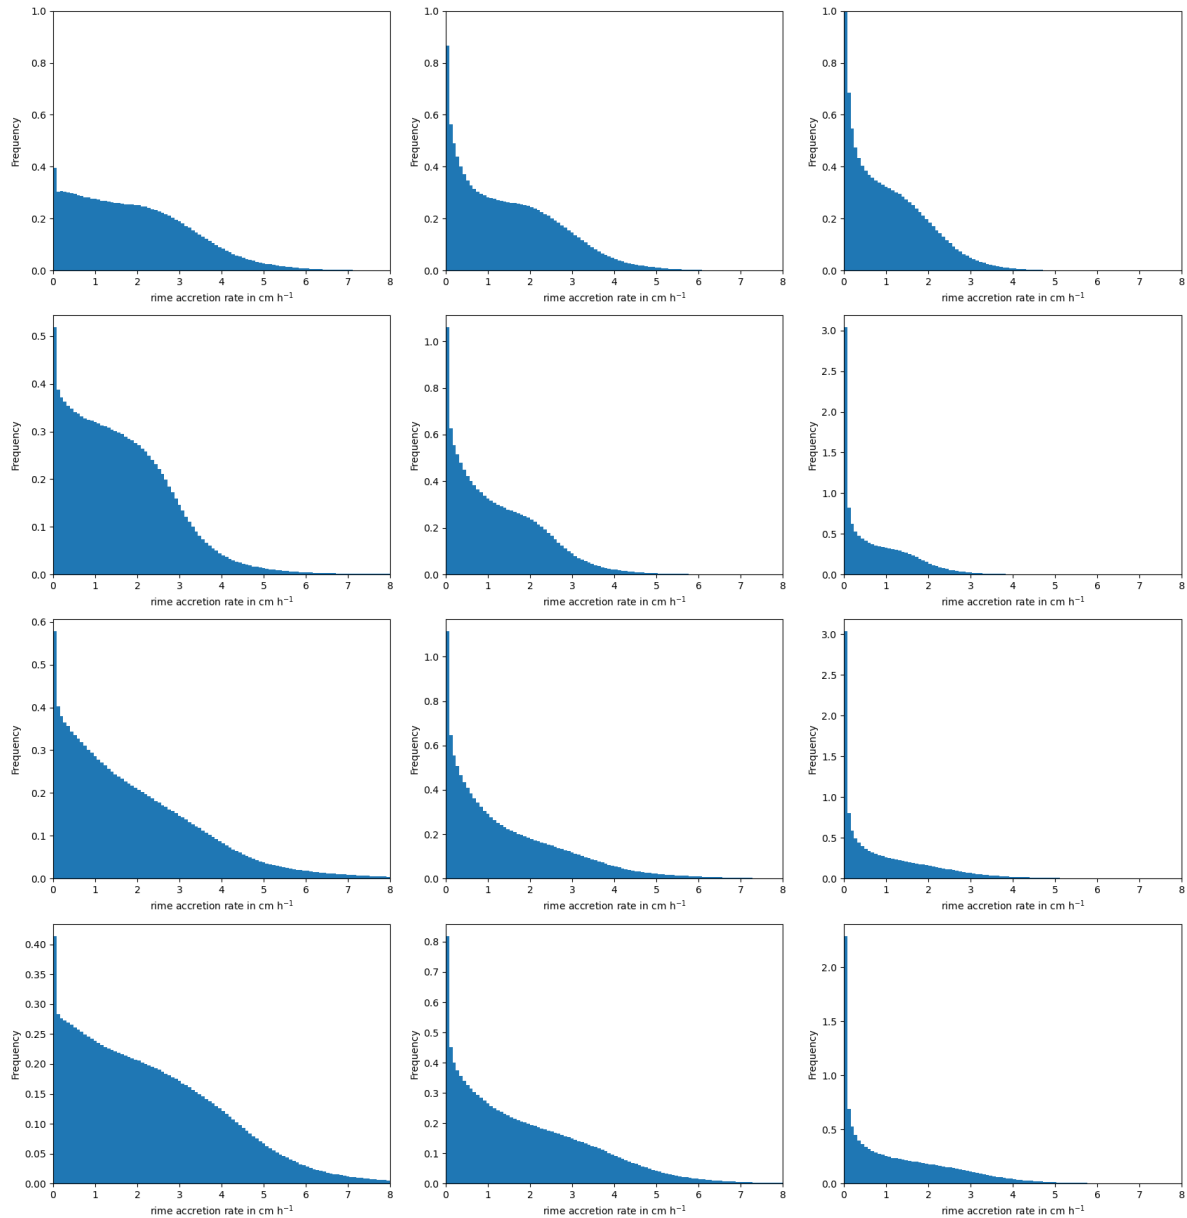 1.0 1.0 1.0
0.8 0.8 0.8
0.6 0.6 0.6
Frequency Frequency Frequency
0.4 0.4 0.4
0.2 0.2 0.2
0.0 0.0 0.0
0 1 2 3 4 5 6 7 8 0 1 2 3 4 5 6 7 8 0 1 2 3 4 5 6 7 8
rime accretion rate in cm h⁻¹ rime accretion rate in cm h⁻¹ rime accretion rate in cm h⁻¹
0.5 1.0 3.0
0.4 0.8 2.5
0.3 0.6 2.0
Frequency Frequency Frequency
0.2 0.4 1.5
0.1 0.2 1.0
0.0 0.0 0.5
0.0
0 1 2 3 4 5 6 7 8 0 1 2 3 4 5 6 7 8 0 1 2 3 4 5 6 7 8
rime accretion rate in cm h⁻¹ rime accretion rate in cm h⁻¹ rime accretion rate in cm h⁻¹
0.6 1.0 3.0
0.5 0.8 2.5
0.4 0.6 2.0
Frequency Frequency Frequency
0.3 0.4 1.5
0.2 0.2 1.0
0.1 0.0 0.5
0.0 0.0
0 1 2 3 4 5 6 7 8 0 1 2 3 4 5 6 7 8 0 1 2 3 4 5 6 7 8
rime accretion rate in cm h⁻¹ rime accretion rate in cm h⁻¹ rime accretion rate in cm h⁻¹
0.40 0.8 2.0
0.35 0.7 1.5
0.30 0.6 1.0
0.25 0.5 0.5
Frequency Frequency Frequency
0.20 0.4 0.0
0.15 0.3
0.10 0.2
0.05 0.1
0.00 0.0
0 1 2 3 4 5 6 7 8 0 1 2 3 4 5 6 7 8 0 1 2 3 4 5 6 7 8
rime accretion rate in cm h⁻¹ rime accretion rate in cm h⁻¹ rime accretion rate in cm h⁻¹